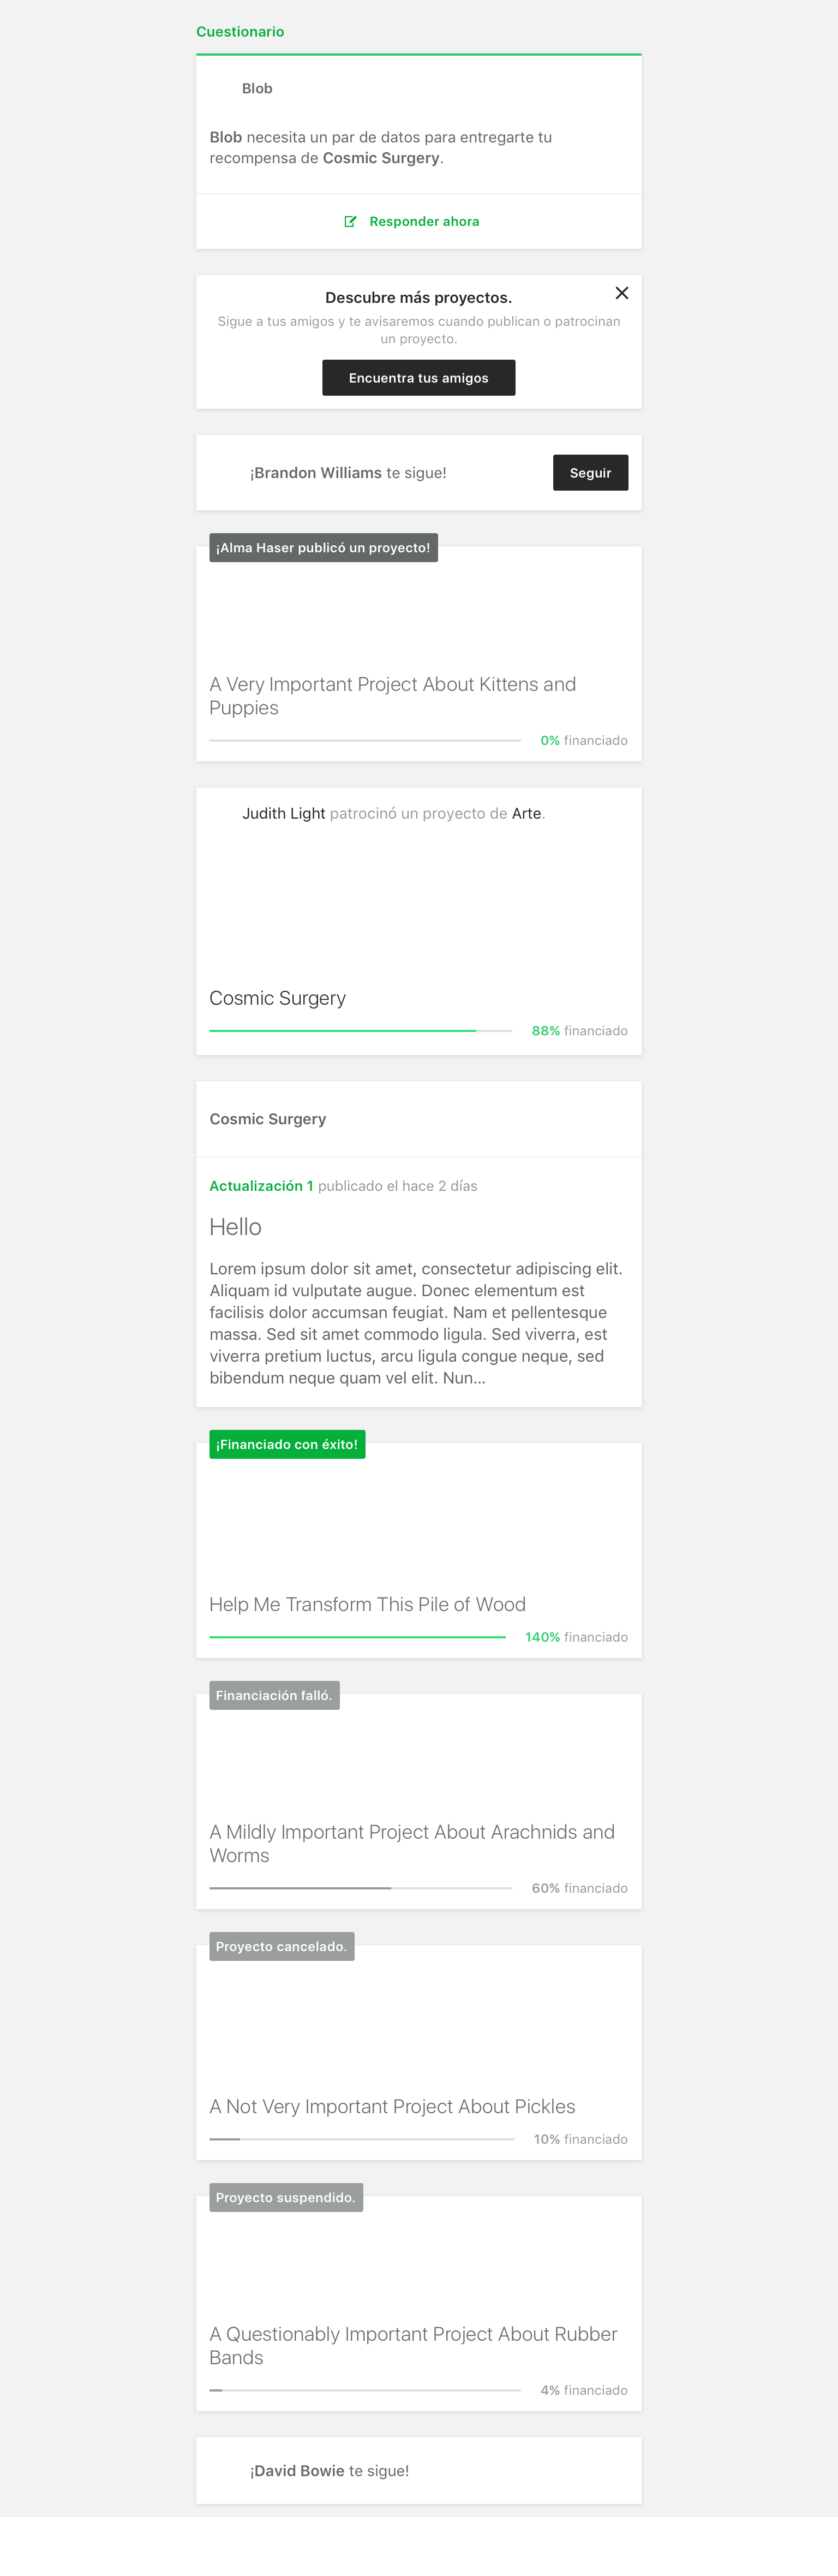 Cuestionario
Blob
Blob necesita un par de datos para entregarte tu
recompensa de Cosmic Surgery.
Responder ahora
Descubre más proyectos.
Sigue a tus amigos y te avisaremos cuando publican o patrocinan
un proyecto.
Encuentra tus amigos
¡Brandon Williams te sigue!
Seguir
¡Alma Haser publicó un proyecto!
A Very Important Project About Kittens and
Puppies
0% financiado
Judith Light patrocinó un proyecto de Arte.
Cosmic Surgery
88% financiado
Cosmic Surgery
Actualización 1 publicado el hace 2 días
Hello
Lorem ipsum dolor sit amet, consectetur adipiscing elit.
Aliquam id vulputate augue. Donec elementum est
facilisis dolor accumsan feugiat. Nam et pellentesque
massa. Sed sit amet commodo ligula. Sed viverra, est
viverra pretium luctus, arcu ligula congue neque, sed
bibendum neque quam vel elit. Nun...
¡Financiado con éxito!
Help Me Transform This Pile of Wood
140% financiado
Financiación falló.
A Mildly Important Project About Arachnids and
Worms
60% financiado
Proyecto cancelado.
A Not Very Important Project About Pickles
10% financiado
Proyecto suspendido.
A Questionably Important Project About Rubber
Bands
4% financiado
¡David Bowie te sigue!